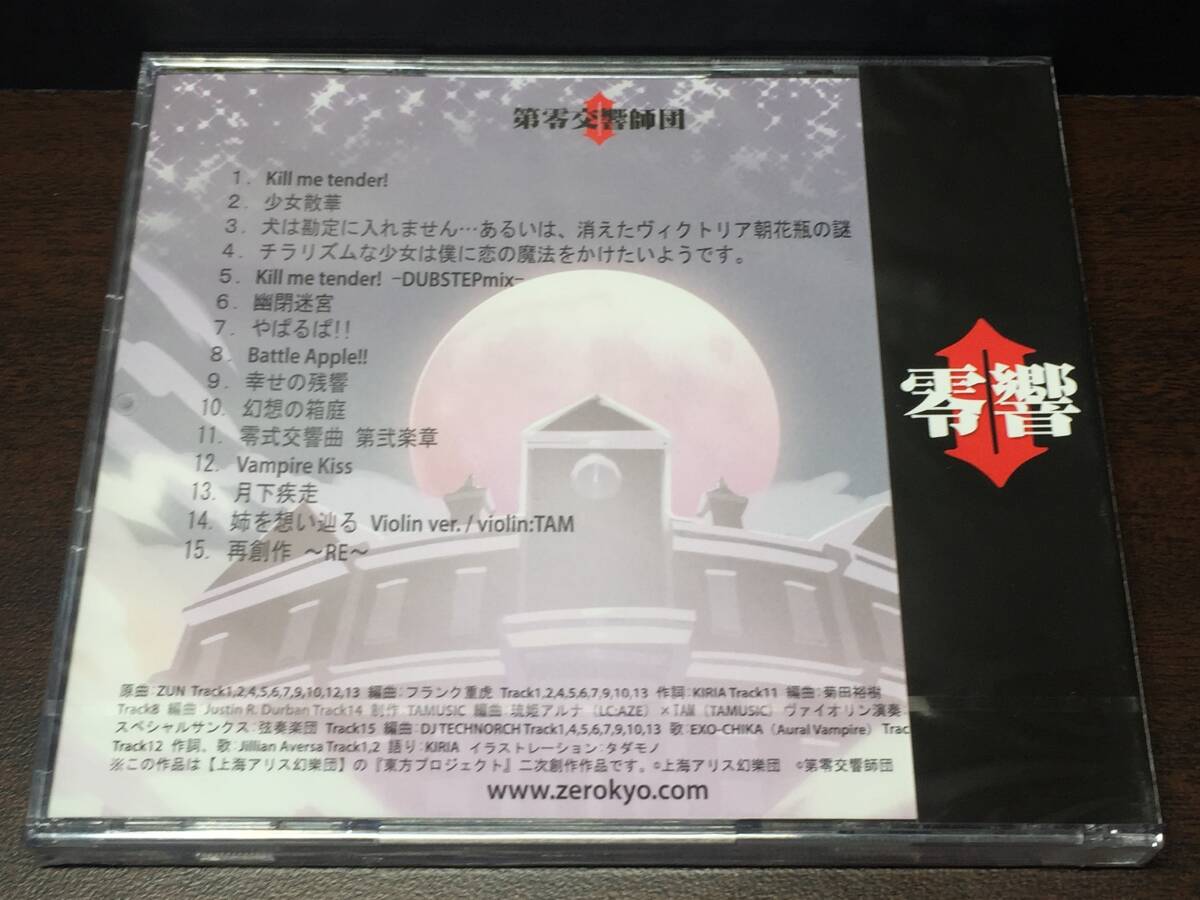 第零交響師団
1. Kill me tender!
2. 少女散華
3. 犬は勘定に入れません…あるいは、消えたヴィクトリア朝花瓶の謎
4. チラリズムな少女は僕に恋の魔法をかけたいようです。
5. Kill me tender! -DUBSTEPmix-
6. 幽閉迷宮
7. やぱるぱ!!
8. Battle Apple!!
9. 幸せの残響
10. 幻想の箱庭
11. 零式交響曲 第弐楽章
12. Vampire Kiss
13. 月下疾走
14. 姉を想い辿る Violin ver. / violin:TAM
15. 再創作 ～RE～
零響
原曲:ZUN Track1,2,4,5,6,7,9,10,12,13 編曲:フランク重虎 Track1,2,4,5,6,7,9,10,13 作詞:KIRIA Track11 編曲:菊田裕樹
Track8 編曲 Justin R. Durban Track14 制作 TAMUSIC 編曲 琉姫アルナ (LC:AZE) ×TAM (TAMUSIC) ヴァイオリン演奏:
スペシャルサンクス:弦奏楽団 Track15 編曲:DJ TECHNORCH Track1,4,5,6,7,9,10,13 歌:EXO-CHIKA (Aural Vampire) Trac
Track12 作詞、歌:Jillian Aversa Track1,2 語り:KIRIA イラストレーション:タダモノ
※この作品は【上海アリス幻樂団】の『東方プロジェクト』二次創作作品です。©上海アリス幻樂団 ©第零交響師団
www.zerokyo.com